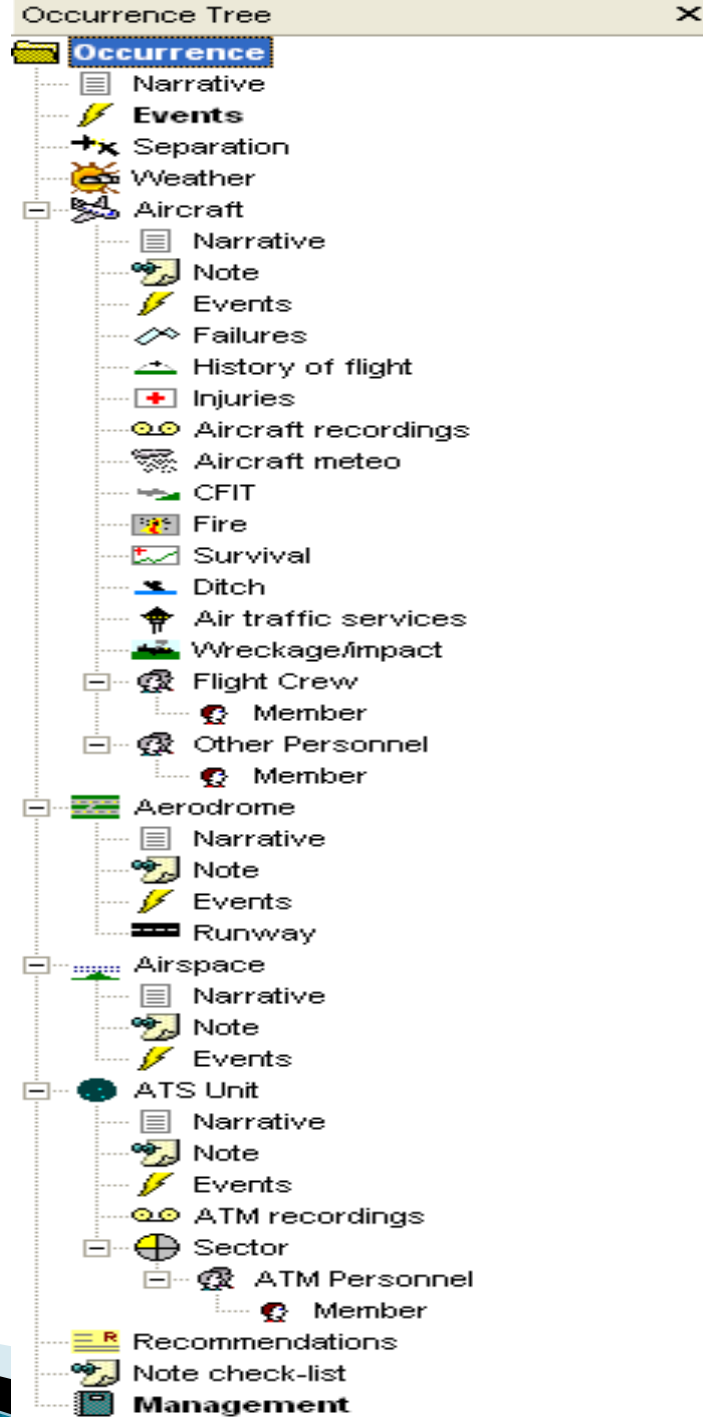 Occurrence Tree
Occurrence
Narrative
Events
Separation
Weather
Aircraft
Narrative
Note
Events
Failures
History of flight
Injuries
Aircraft recordings
Aircraft meteo
CFIT
Fire
Survival
Ditch
Air traffic services
Wreckage/impact
Flight Crew
Member
Other Personnel
Member
Aerodrome
Narrative
Note
Events
Runway
Airspace
Narrative
Note
Events
ATS Unit
Narrative
Note
Events
ATM recordings
Sector
ATM Personnel
Member
R Recommendations
Note check-list
Management